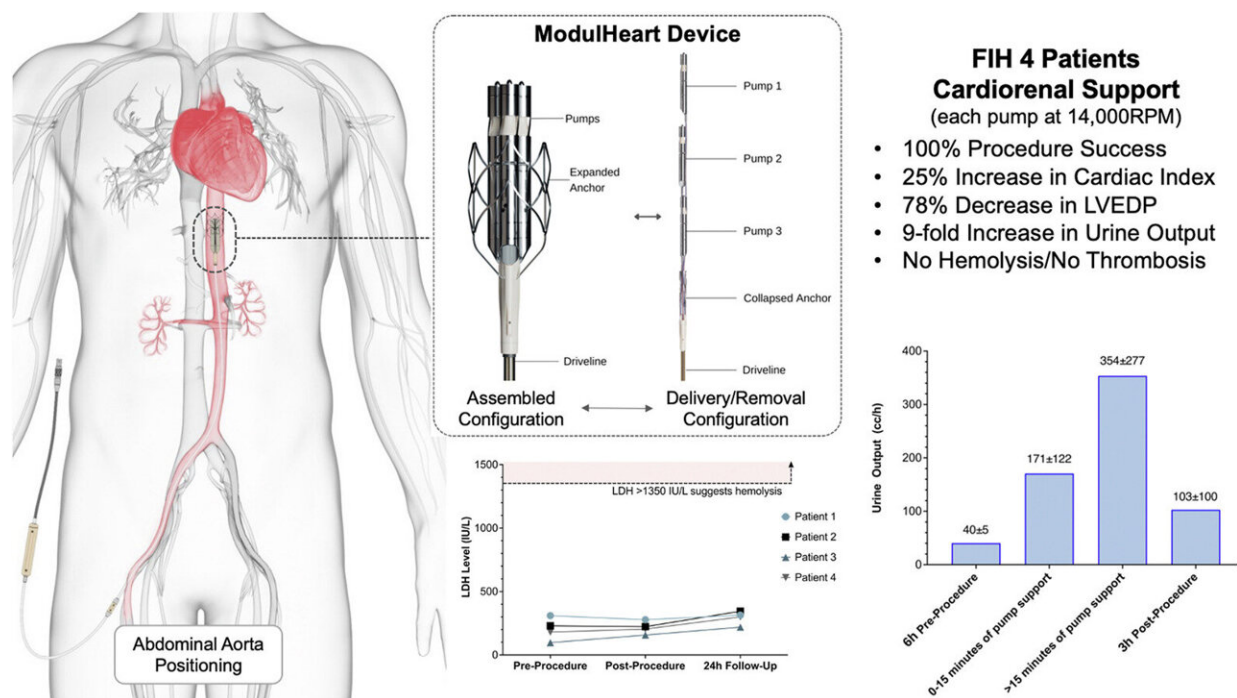 ModulHeart Device
Pumps
Expanded
Anchor
Driveline
Assembled
Configuration
Pump 1
Pump 2
Pump 3
Collapsed Anchor
Driveline
Delivery/Removal
Configuration
Abdominal Aorta
Positioning
FIH 4 Patients
Cardiorenal Support
(each pump at 14,000RPM)
• 100% Procedure Success
• 25% Increase in Cardiac Index
• 78% Decrease in LVEDP
• 9-fold Increase in Urine Output
• No Hemolysis/No Thrombosis
LDH Level (IU/L)
1500
1000
500
0
LDH >1350 IU/L suggests hemolysis
Patient 1
Patient 2
Patient 3
Patient 4
Pre-Procedure
Post-Procedure
24h Follow-Up
Urine Output (cc/h)
400
300
200
100
0
40±5
171±122
354±277
103±100
6h Pre-Procedure
0-15 minutes of pump support
>15 minutes of pump support
3h Post-Procedure